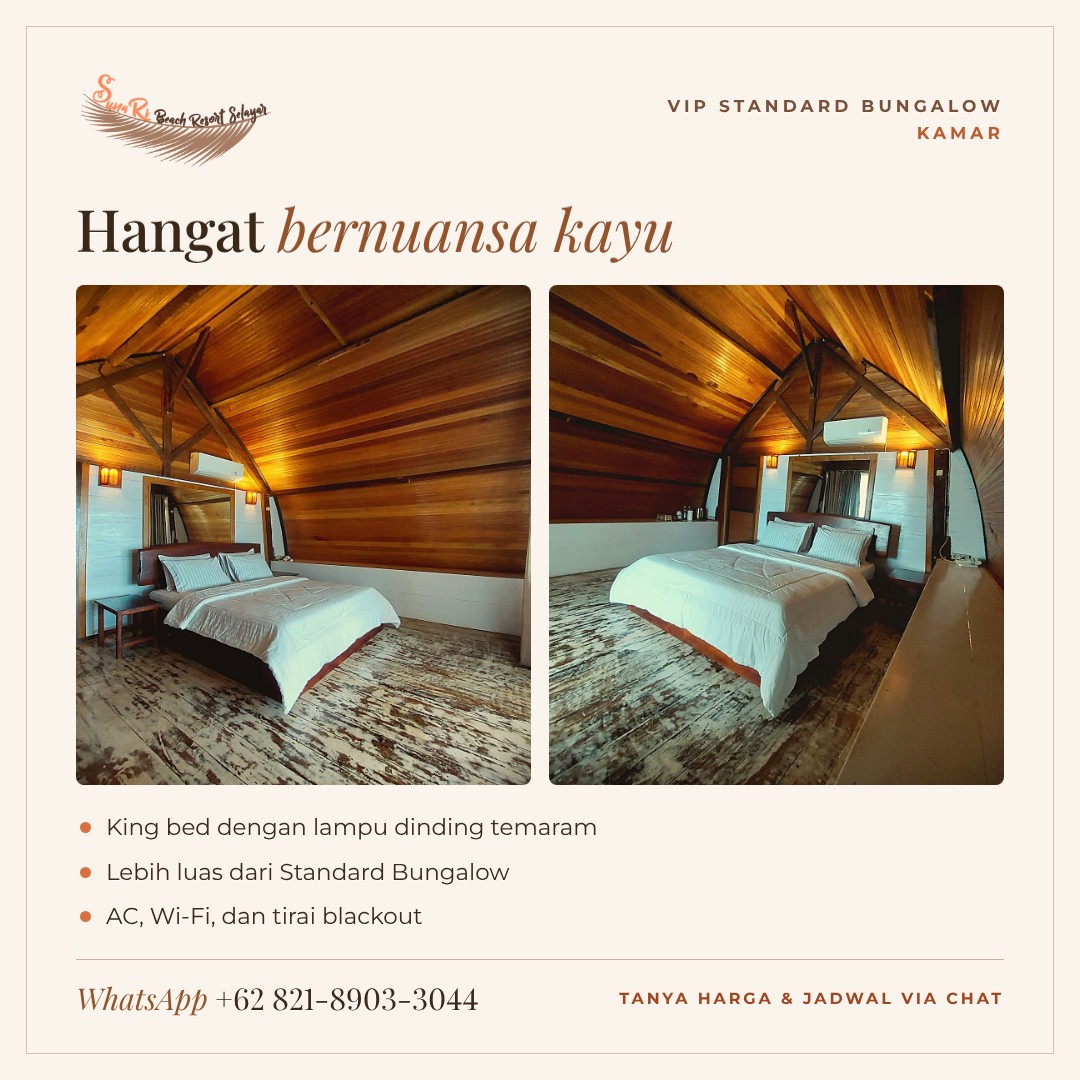 SunaRi Beach Resort Selayar
VIP STANDARD BUNGALOW
KAMAR
Hangat bernuansa kayu
King bed dengan lampu dinding temaram
Lebih luas dari Standard Bungalow
AC, Wi-Fi, dan tirai blackout
WhatsApp +62 821-8903-3044
TANYA HARGA & JADWAL VIA CHAT